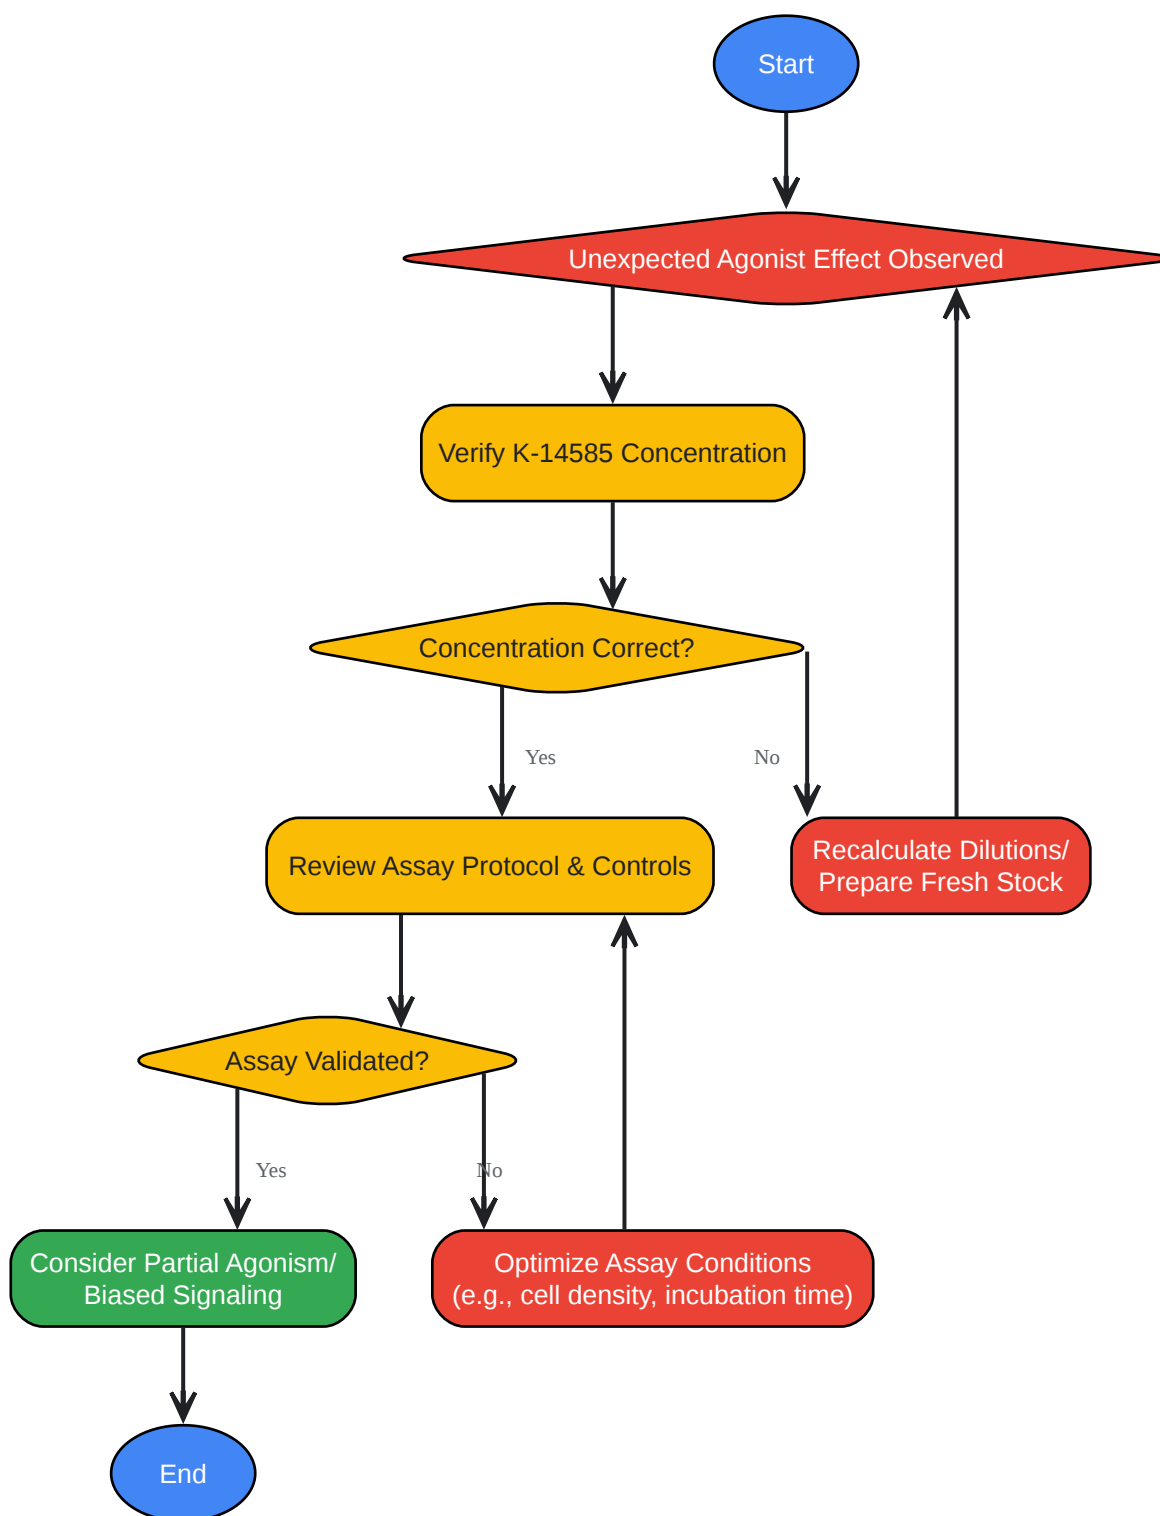 Start
Unexpected Agonist Effect Observed
Verify K-14585 Concentration
Concentration Correct?
Yes
No
Review Assay Protocol & Controls
Recalculate Dilutions/
Prepare Fresh Stock
Assay Validated?
Yes
No
Consider Partial Agonism/
Biased Signaling
Optimize Assay Conditions
(e.g., cell density, incubation time)
End